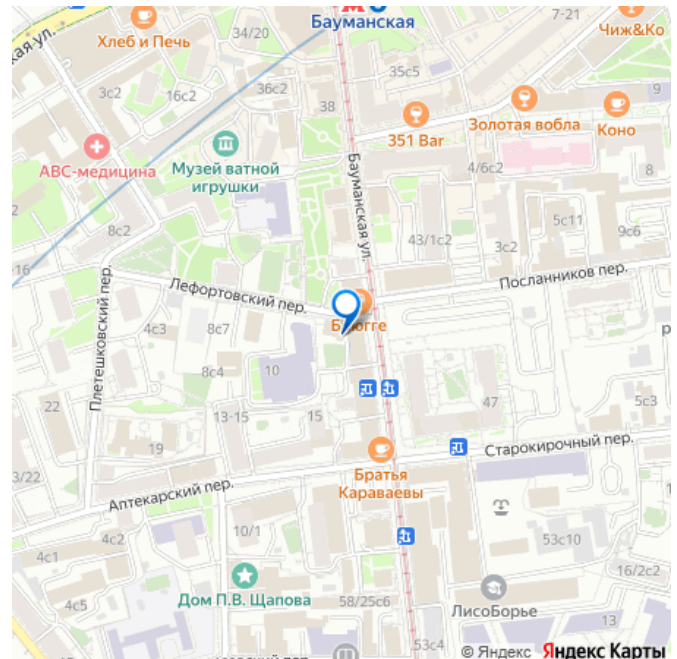 7-21
Бауманская
Хлеб и Печь
34/20
Чиж&Ко
ская ул.
35с5
3с2
16с2
36с2
38
9
351 Bar
Золотая вобла
Коно
АВС-медицина
Музей ватной
игрушки
Бауманская ул.
4/6с2
8
5с11
9с6
8с2
43/1с2
3с2
16
Плетешковский пер.
Лефортовский пер.
Посланников пер.
4с3
8с7
10
8с4
22
13-15
15
47
5с3
19
Старокирочный пер.
3/22
Братья
Караваевы
Аптекарский пер.
4с1
4с2
10/1
53с10
16/2с2
4с5
Дом П.В. Щапова
58/25с6
ЛисоБорье
13
53с4
© Яндекс Яндекс Карты